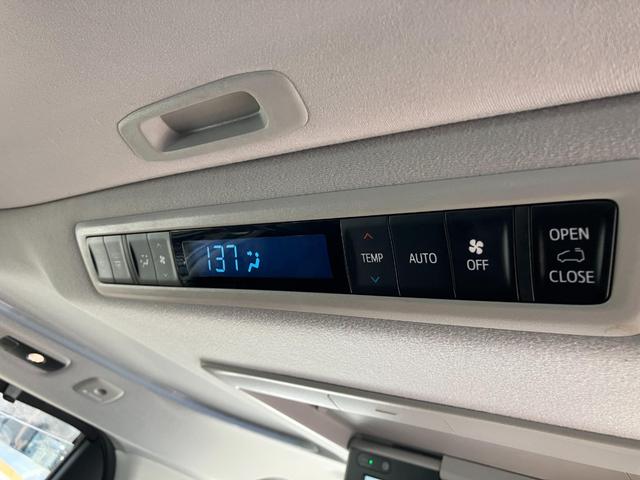 137
TEMP
AUTO
OFF
OPEN
CLOSE